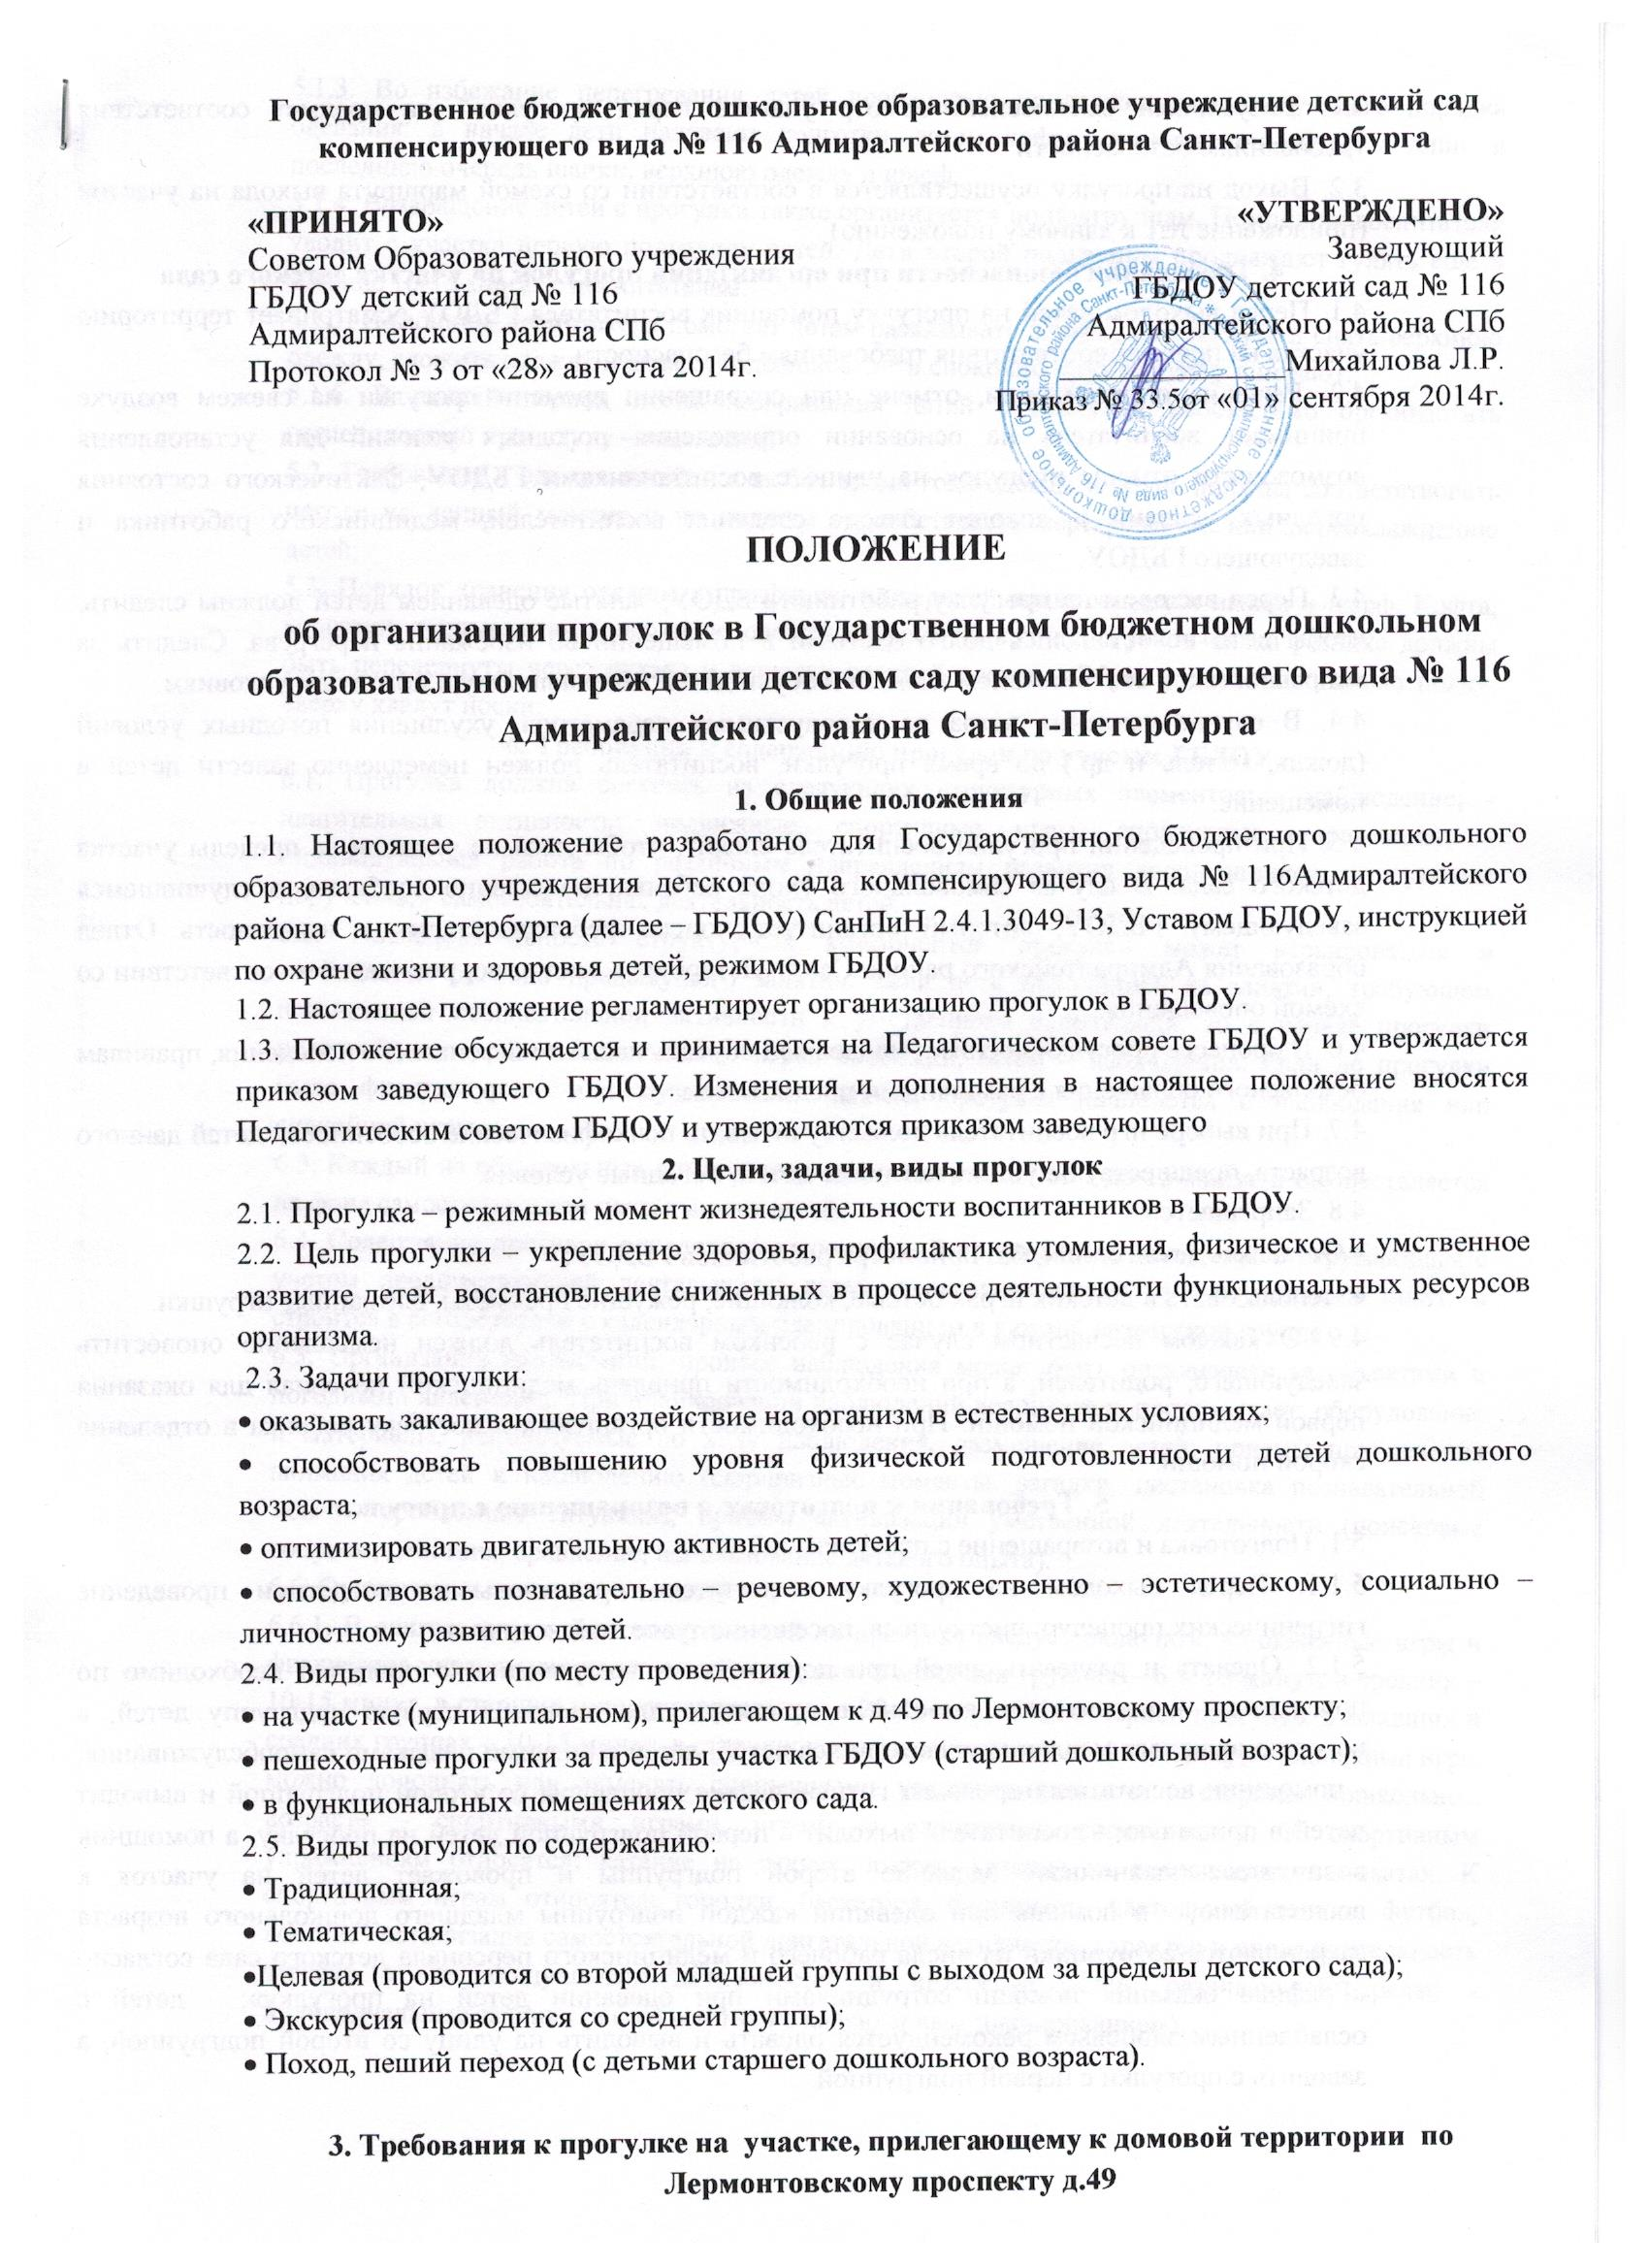 Государственное бюджетное дошкольное образовательное учреждение детский сад
компенсирующего вида № 116 Адмиралтейского района Санкт-Петербурга
«ПРИНЯТО»
Советом Образовательного учреждения
ГБДОУ детский сад № 116
Адмиралтейского района СПб
Протокол № 3 от «28» августа 2014г.
«УТВЕРЖДЕНО»
Заведующий
ГБДОУ детский сад № 116
Адмиралтейского района СПб
Михайлова Л.Р.
Приказ № 33.5от «01» сентября 2014г.
ПОЛОЖЕНИЕ
об организации прогулок в Государственном бюджетном дошкольном
образовательном учреждении детском саду компенсирующего вида № 116
Адмиралтейского района Санкт-Петербурга
1. Общие положения
1.1. Настоящее положение разработано для Государственного бюджетного дошкольного
образовательного учреждения детского сада компенсирующего вида № 116Адмиралтейского
района Санкт-Петербурга (далее – ГБДОУ) СанПиН 2.4.1.3049-13, Уставом ГБДОУ, инструкцией
по охране жизни и здоровья детей, режимом ГБДОУ.
1.2. Настоящее положение регламентирует организацию прогулок в ГБДОУ.
1.3. Положение обсуждается и принимается на Педагогическом совете ГБДОУ и утверждается
приказом заведующего ГБДОУ. Изменения и дополнения в настоящее положение вносятся
Педагогическим советом ГБДОУ и утверждаются приказом заведующего
2. Цели, задачи, виды прогулок
2.1. Прогулка – режимный момент жизнедеятельности воспитанников в ГБДОУ.
2.2. Цель прогулки – укрепление здоровья, профилактика утомления, физическое и умственное
развитие детей, восстановление сниженных в процессе деятельности функциональных ресурсов
организма.
2.3. Задачи прогулки:
• оказывать закаливающее воздействие на организм в естественных условиях;
• способствовать повышению уровня физической подготовленности детей дошкольного
возраста;
• оптимизировать двигательную активность детей;
• способствовать познавательно – речевому, художественно – эстетическому, социально –
личностному развитию детей.
2.4. Виды прогулки (по месту проведения):
• на участке (муниципальном), прилегающем к д.49 по Лермонтовскому проспекту;
• пешеходные прогулки за пределы участка ГБДОУ (старший дошкольный возраст);
• в функциональных помещениях детского сада.
2.5. Виды прогулок по содержанию:
• Традиционная;
• Тематическая;
•Целевая (проводится со второй младшей группы с выходом за пределы детского сада);
• Экскурсия (проводится со средней группы);
• Поход, пеший переход (с детьми старшего дошкольного возраста).
3. Требования к прогулке на участке, прилегающему к домовой территории по
Лермонтовскому проспекту д.49